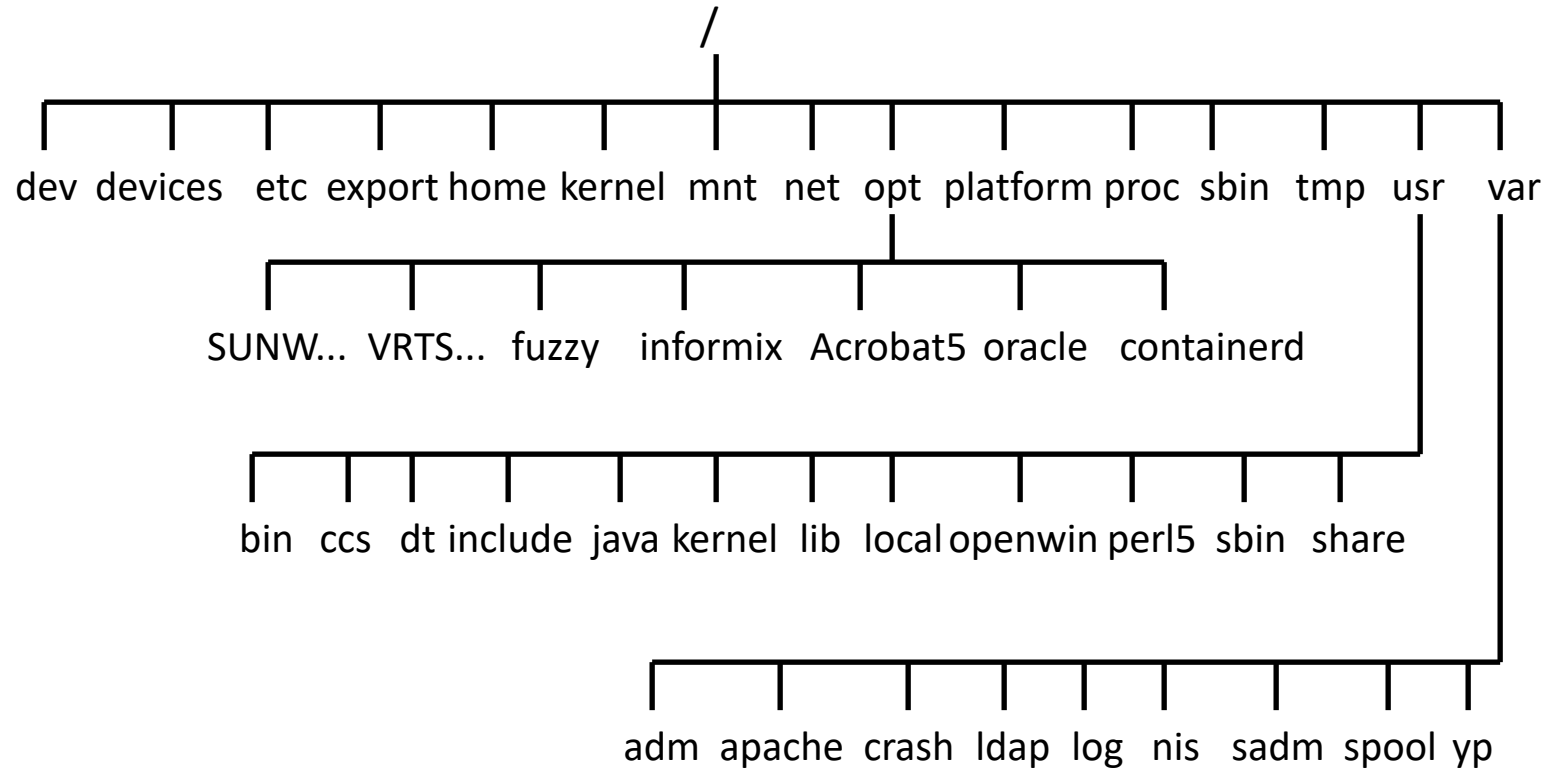 /
dev devices etc export home kernel mnt net opt platform proc sbin tmp usr var
SUNW... VRTS... fuzzy informix Acrobat5 oracle containerd
bin ccs dt include java kernel lib local openwin perl5 sbin share
adm apache crash ldap log nis sadm spool yp